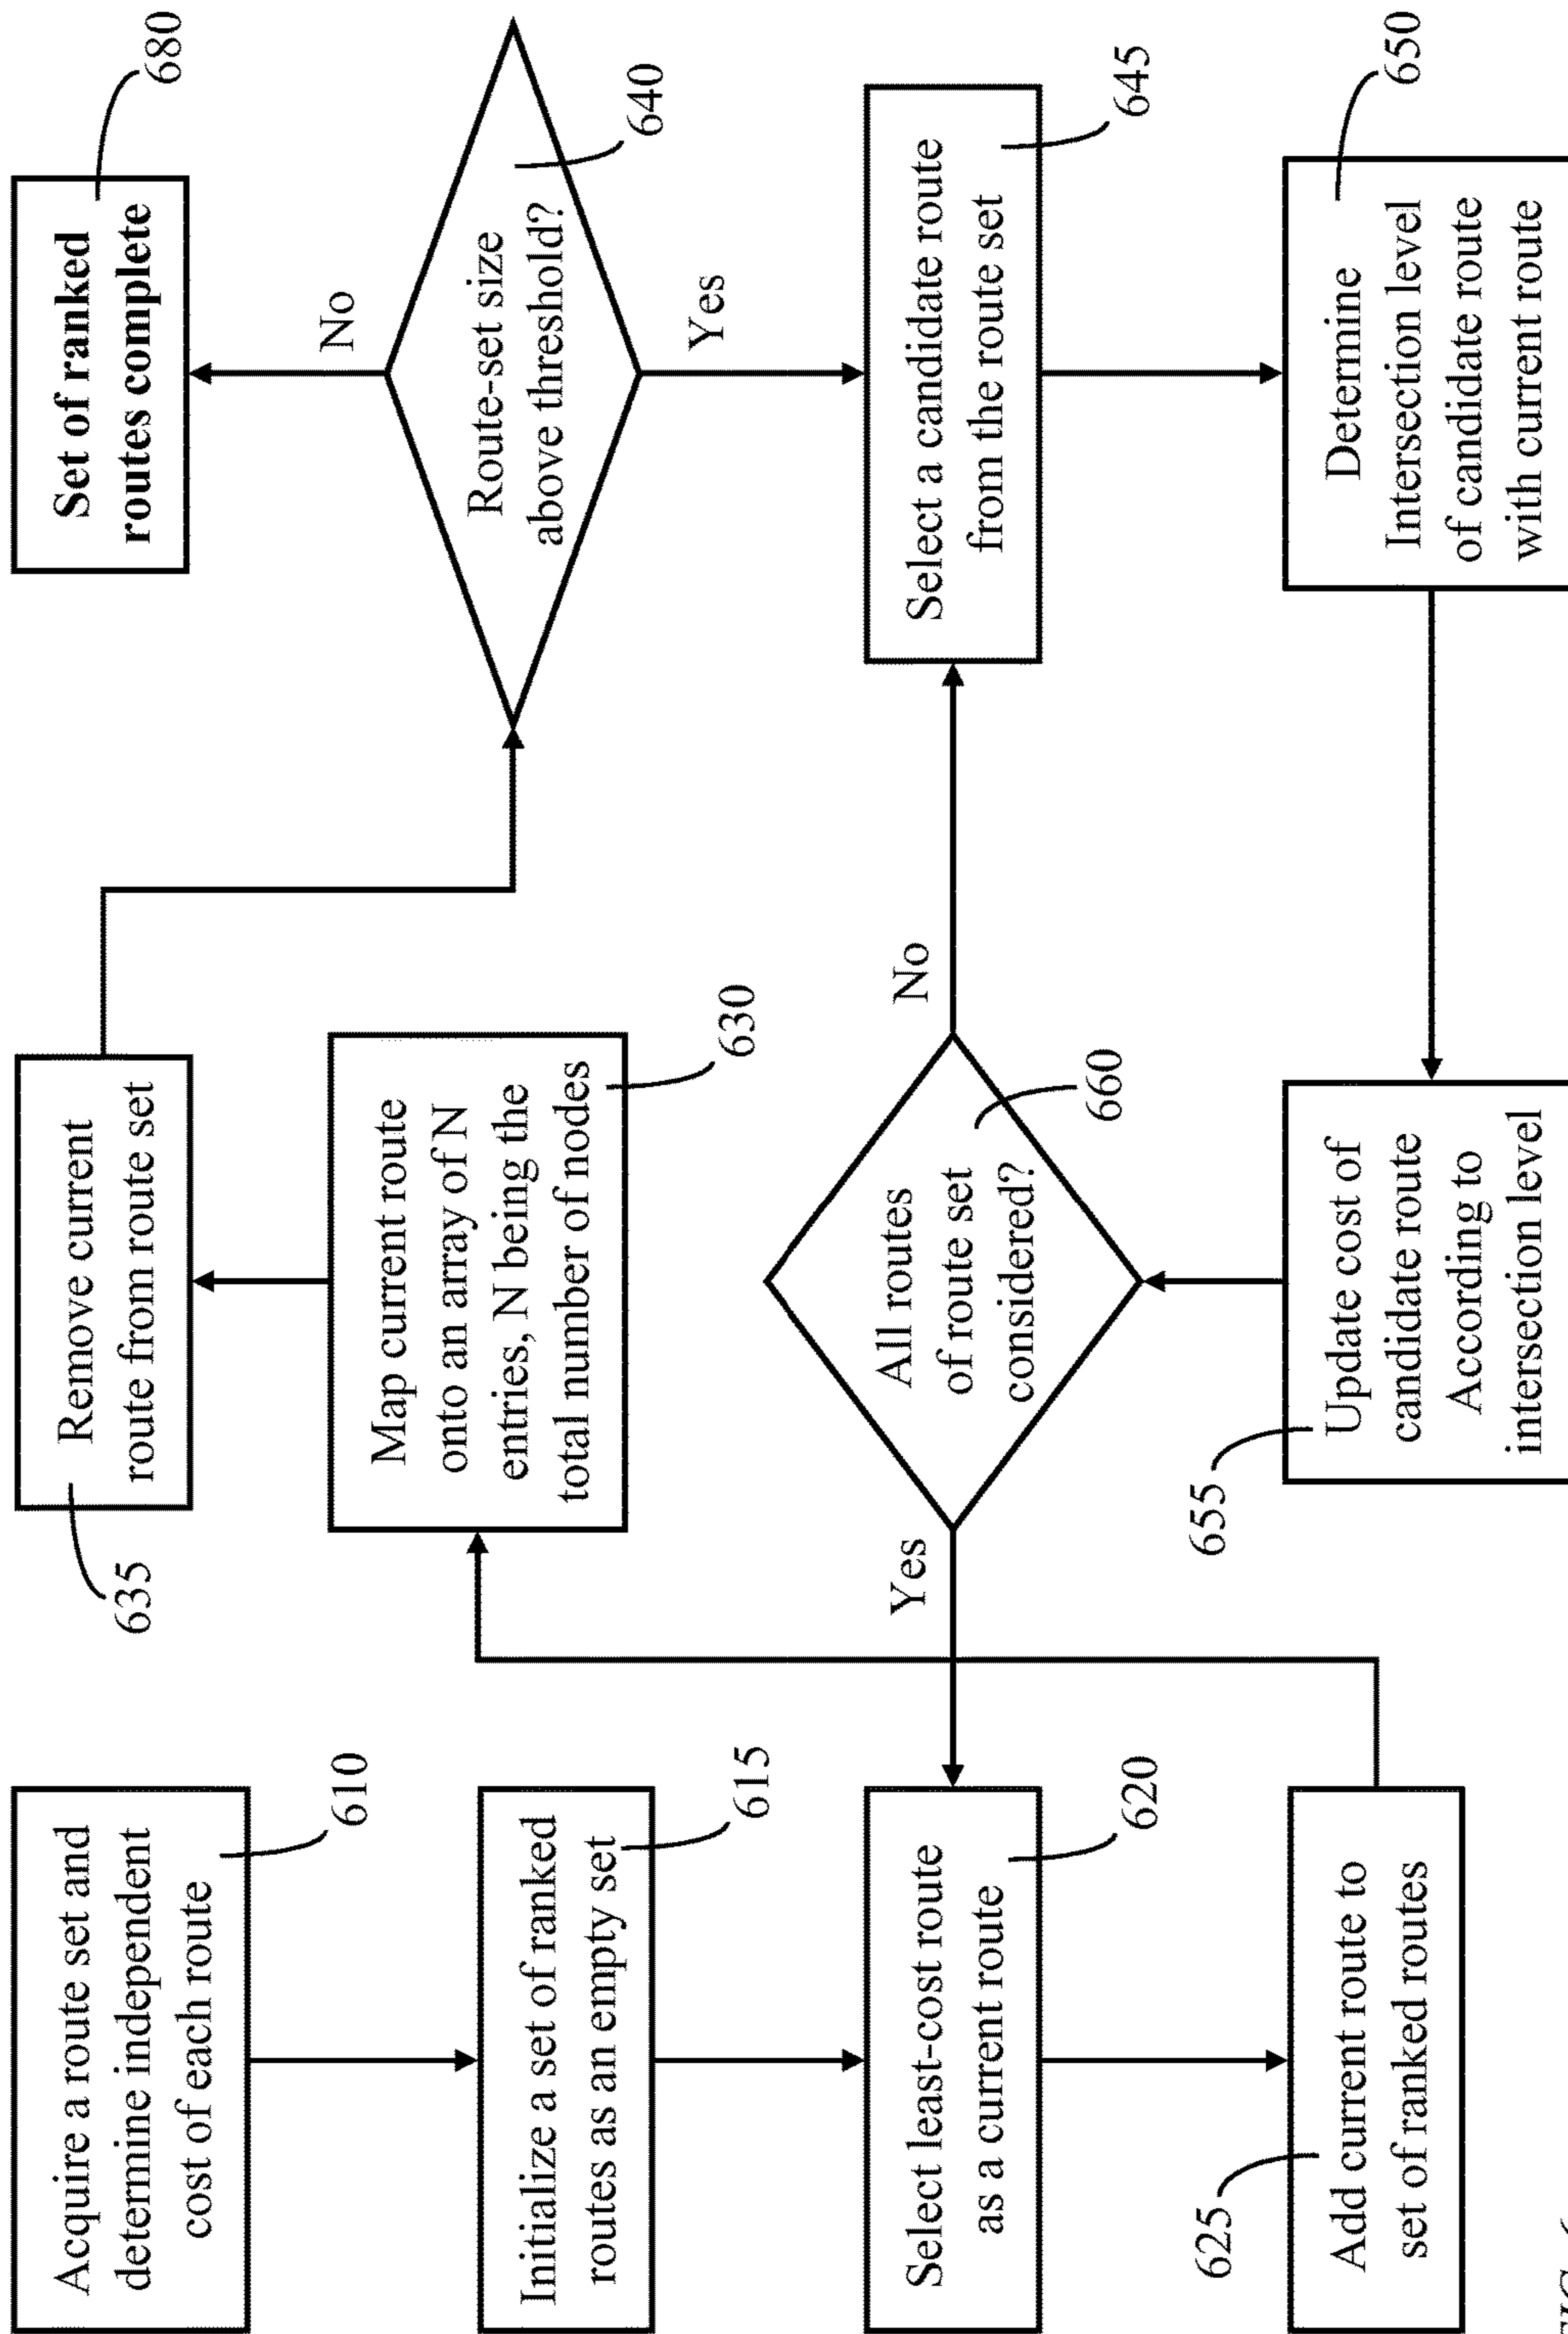 Acquire a route set and
determine independent
cost of each route
610
Initialize a set of ranked
routes as an empty set
615
Select least-cost route
as a current route
620
625
Add current route to
set of ranked routes
635
Remove current
route from route set
Map current route
onto an array of N
entries, N being the
total number of nodes
630
Yes
All routes
of route set
considered?
660
No
655
Update cost of
candidate route
According to
intersection level
Set of ranked
routes complete
680
No
Route-set size
above threshold?
640
Yes
Select a candidate route
from the route set
645
Determine
Intersection level
of candidate route
with current route
650